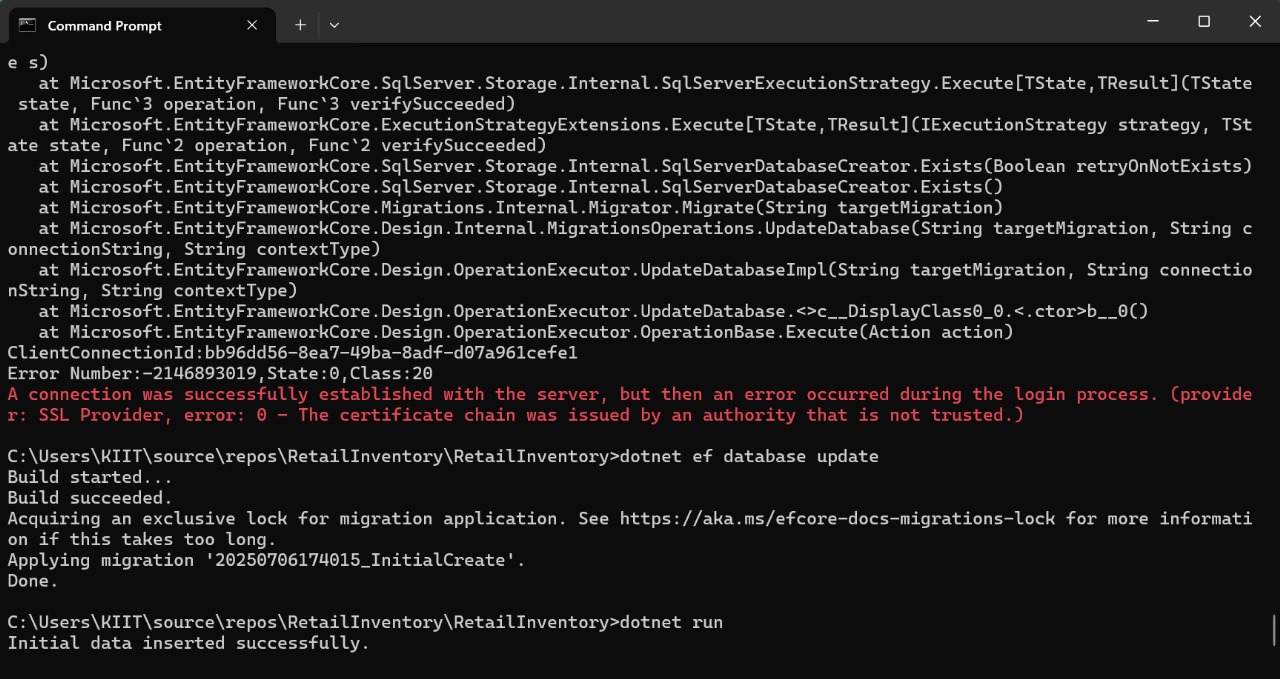 Command Prompt
e s)
   at Microsoft.EntityFrameworkCore.SqlServer.Storage.Internal.SqlServerExecutionStrategy.Execute[TState,TResult](TState
 state, Func`3 operation, Func`3 verifySucceeded)
   at Microsoft.EntityFrameworkCore.ExecutionStrategyExtensions.Execute[TState,TResult](IExecutionStrategy strategy, TSt
ate state, Func`2 operation, Func`2 verifySucceeded)
   at Microsoft.EntityFrameworkCore.SqlServer.Storage.Internal.SqlServerDatabaseCreator.Exists(Boolean retryOnNotExists)
   at Microsoft.EntityFrameworkCore.SqlServer.Storage.Internal.SqlServerDatabaseCreator.Exists()
   at Microsoft.EntityFrameworkCore.Migrations.Internal.Migrator.Migrate(String targetMigration)
   at Microsoft.EntityFrameworkCore.Design.Internal.MigrationsOperations.UpdateDatabase(String targetMigration, String c
onnectionString, String contextType)
   at Microsoft.EntityFrameworkCore.Design.OperationExecutor.UpdateDatabaseImpl(String targetMigration, String connectio
nString, String contextType)
   at Microsoft.EntityFrameworkCore.Design.OperationExecutor.UpdateDatabase.<>c__DisplayClass0_0.<.ctor>b__0()
   at Microsoft.EntityFrameworkCore.Design.OperationExecutor.OperationBase.Execute(Action action)
ClientConnectionId:bb96dd56-8ea7-49ba-8adf-d07a961cefe1
Error Number:-2146893019,State:0,Class:20
A connection was successfully established with the server, but then an error occurred during the login process. (provide
r: SSL Provider, error: 0 - The certificate chain was issued by an authority that is not trusted.)
C:\Users\KIIT\source\repos\RetailInventory\RetailInventory>dotnet ef database update
Build started...
Build succeeded.
Acquiring an exclusive lock for migration application. See https://aka.ms/efcore-docs-migrations-lock for more informati
on if this takes too long.
Applying migration '20250706174015_InitialCreate'.
Done.
C:\Users\KIIT\source\repos\RetailInventory\RetailInventory>dotnet run
Initial data inserted successfully.